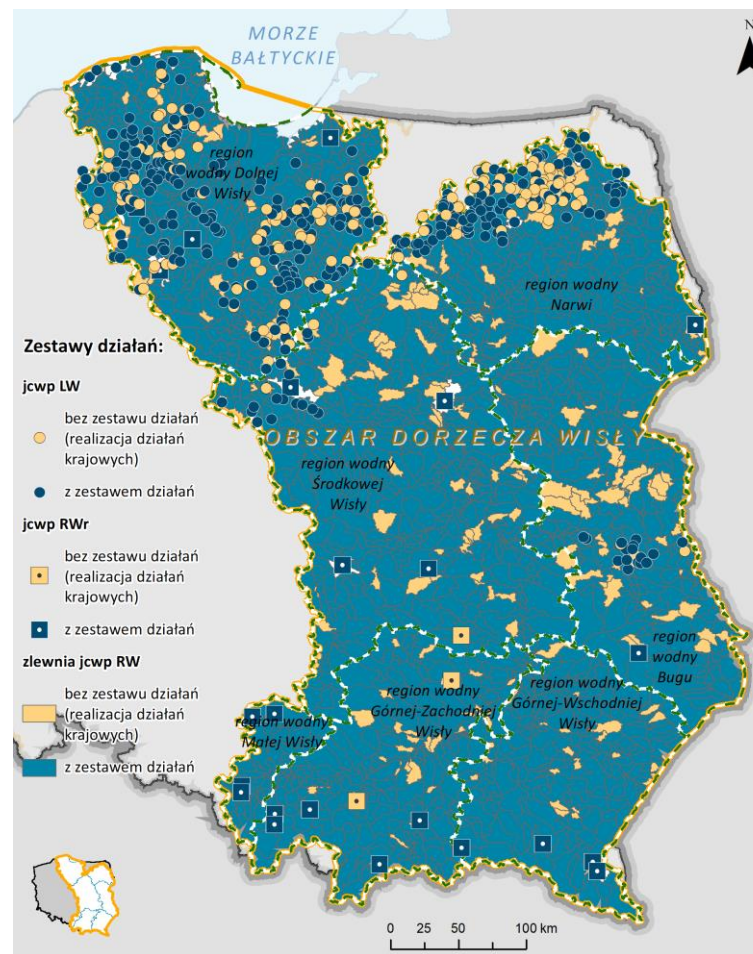 MORZE
BAŁTYCKIE
N
region
wodny Dolnej
Wisły
region wodny
Narwi
OBSZAR DORZECZA WISŁY
region wodny
Środkowej
Wisły
region
wodny
Bugu
region wodny
Górnej-Zachodniej
Wisły
region wodny
Górnej-Wschodniej
Wisły
region wodny
Małej Wisły
Zestawy działań:
jcwp LW
bez zestawu działań
(realizacja działań
krajowych)
z zestawem działań
jcwp RWr
bez zestawu działań
(realizacja działań
krajowych)
z zestawem działań
zlewnia jcwp RW
bez zestawu działań
(realizacja działań
krajowych)
z zestawem działań
0 25 50 100 km